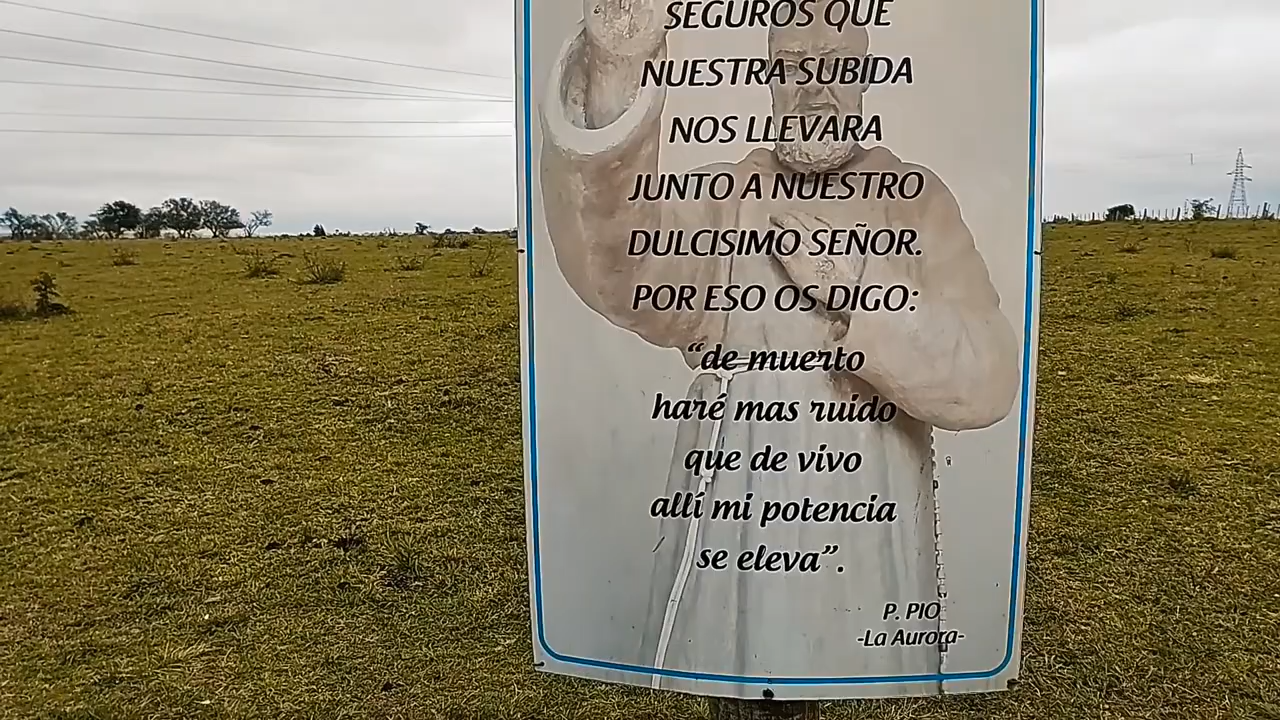 SEGUROS QUE
NUESTRA SUBIDA
NOS LLEVARA
JUNTO A NUESTRO
DULCISIMO SEÑOR.
POR ESO OS DIGO:
“de muerto
haré mas ruido
que de vivo
allí mi potencia
se eleva”.
P. PIO
-La Aurora-